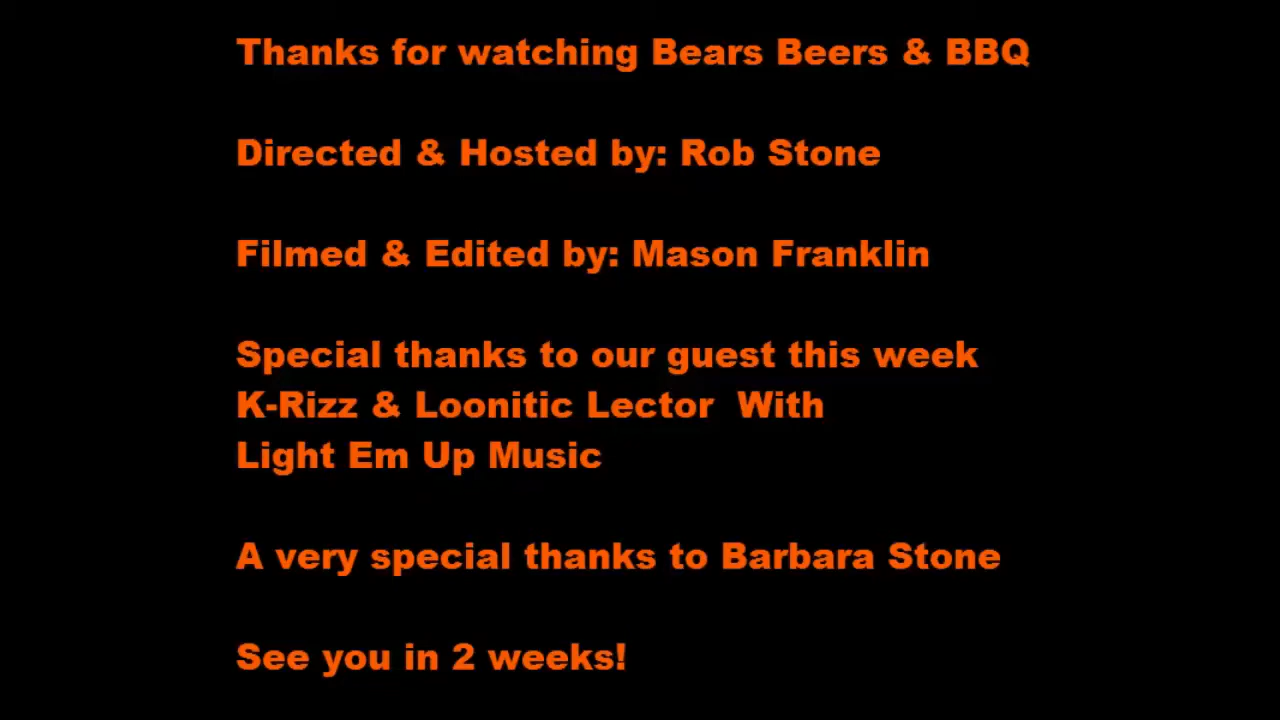 Thanks for watching Bears Beers & BBQ
Directed & Hosted by: Rob Stone
Filmed & Edited by: Mason Franklin
Special thanks to our guest this week
K-Rizz & Loonitic Lector  With
Light Em Up Music
A very special thanks to Barbara Stone
See you in 2 weeks!